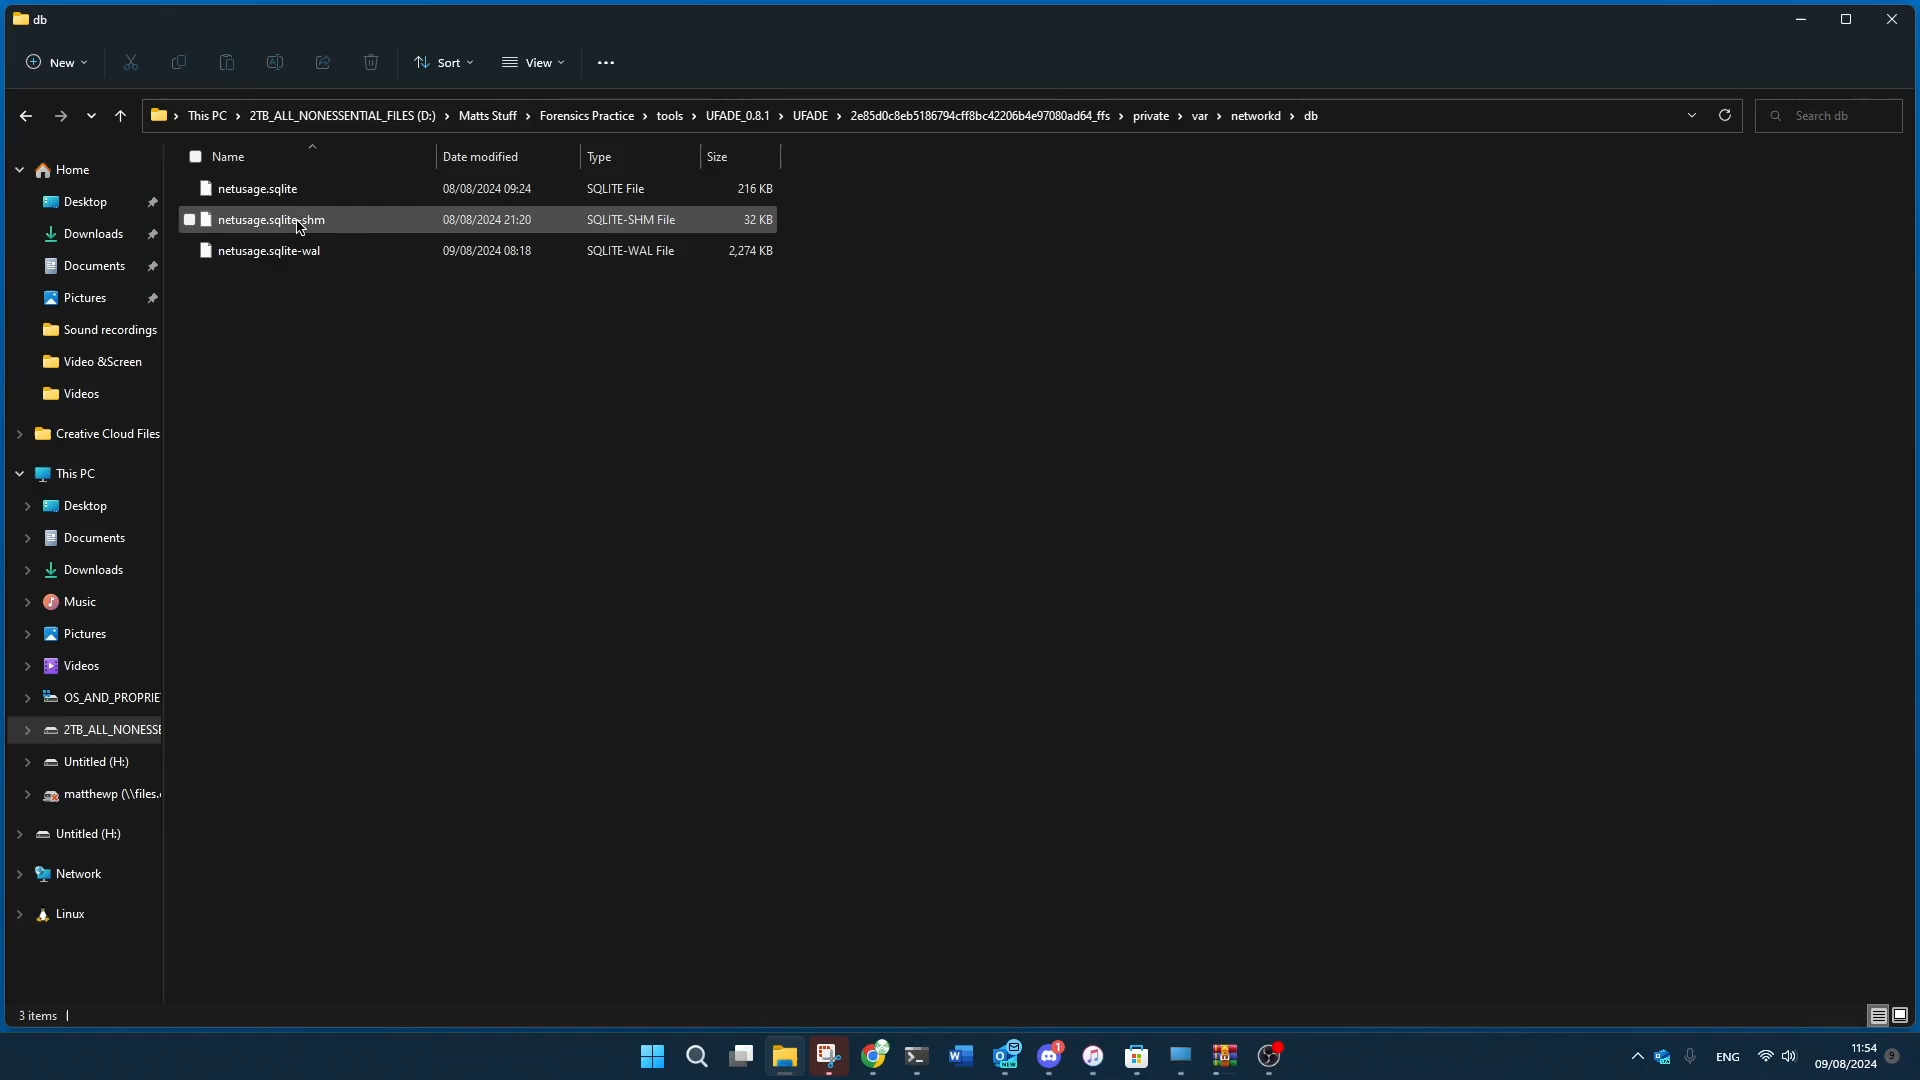 db
New
Sort
View
This PC
2TB_ALL_NONESSENTIAL_FILES (D:)
Matts Stuff
Forensics Practice
tools
UFADE_0.8.1
UFADE
2e85d0c8eb5186794cff8bc42206b4e97080ad64_ffs
private
var
networkd
db
Search db
Name
Date modified
Type
Size
netusage.sqlite
08/08/2024 09:24
SQLITE File
216 KB
netusage.sqlite-shm
08/08/2024 21:20
SQLITE-SHM File
32 KB
netusage.sqlite-wal
09/08/2024 08:18
SQLITE-WAL File
2,274 KB
Home
Desktop
Downloads
Documents
Pictures
Sound recordings
Video &Screen
Videos
Creative Cloud Files
This PC
Desktop
Documents
Downloads
Music
Pictures
Videos
OS_AND_PROPRIE
2TB_ALL_NONESSE
Untitled (H:)
matthewp (\\files.
Untitled (H:)
Network
Linux
3 items
NEW
1
ENG
11:54
09/08/2024
9